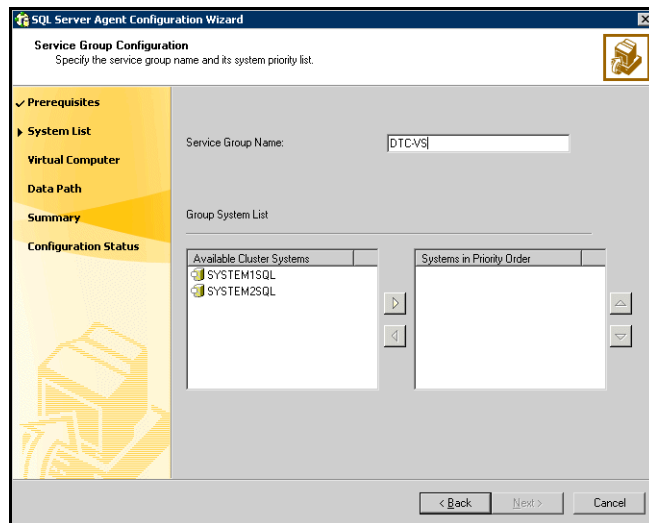 SQL Server Agent Configuration Wizard
Service Group Configuration
Specify the service group name and its system priority list.
Prerequisites
System List
Virtual Computer
Data Path
Summary
Configuration Status
Service Group Name:
DTC-VS
Group System List
Available Cluster Systems
SYSTEM1SQL
SYSTEM2SQL
Systems in Priority Order
< Back
Next >
Cancel